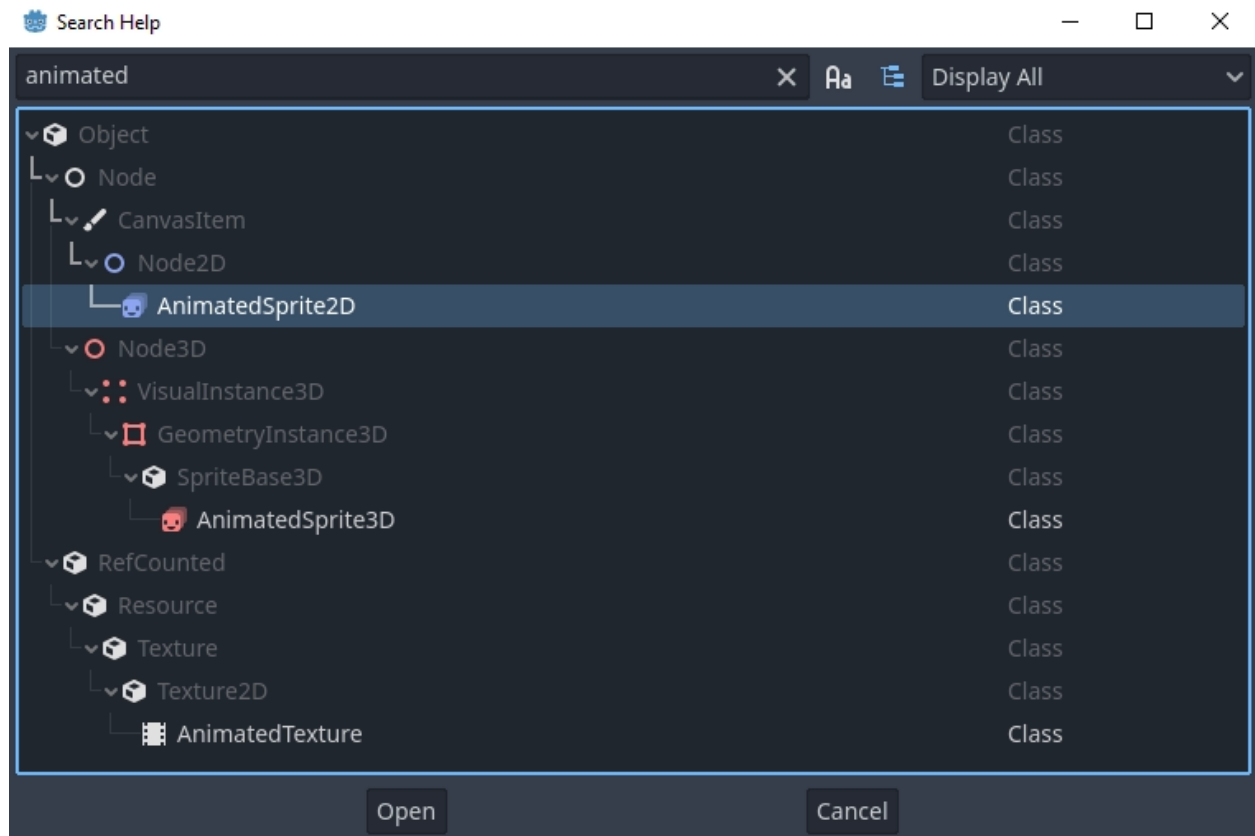 Search Help
animated Aa Display All
Object Class
Node Class
CanvasItem Class
Node2D Class
AnimatedSprite2D Class
Node3D Class
VisualInstance3D Class
GeometryInstance3D Class
SpriteBase3D Class
AnimatedSprite3D Class
RefCounted Class
Resource Class
Texture Class
Texture2D Class
AnimatedTexture Class
Open Cancel